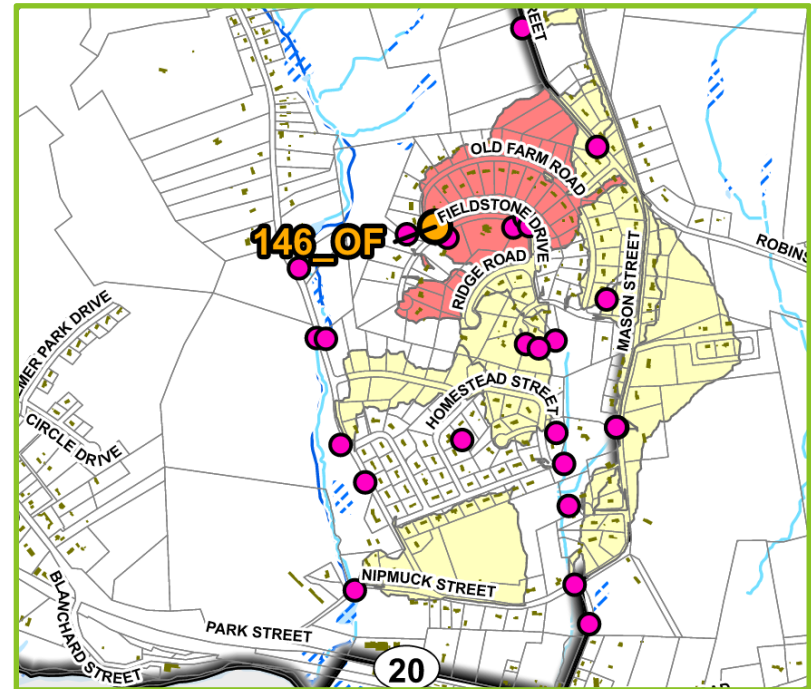 STREET
OLD FARM ROAD
FIELDSTONE DRIVE
146_OF
ROBINS
RIDGE ROAD
MASON STREET
MER PARK DRIVE
CIRCLE DRIVE
HOMESTEAD STREET
NIPMUCK STREET
BLANCHARD STREET
PARK STREET
20